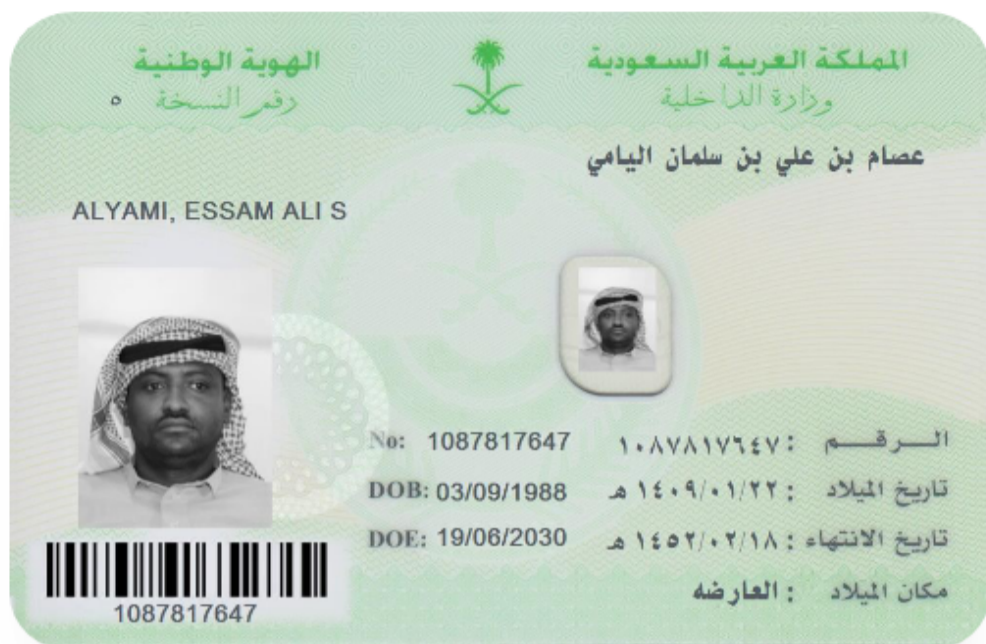 المملكة العربية السعودية
وزارة الداخلية
الهوية الوطنية
رقم النسخة ٥
عصام بن علي بن سلمان اليامي
ALYAMI, ESSAM ALI S
الــرقــم : ١٠٨٧٨١٧٦٤٧ No: 1087817647
تاريخ الميلاد : ١٤٠٩/٠١/٢٢ هـ DOB: 03/09/1988
تاريخ الانتهاء : ١٤٥٢/٠٢/١٨ هـ DOE: 19/06/2030
مكان الميلاد : العارضه
1087817647